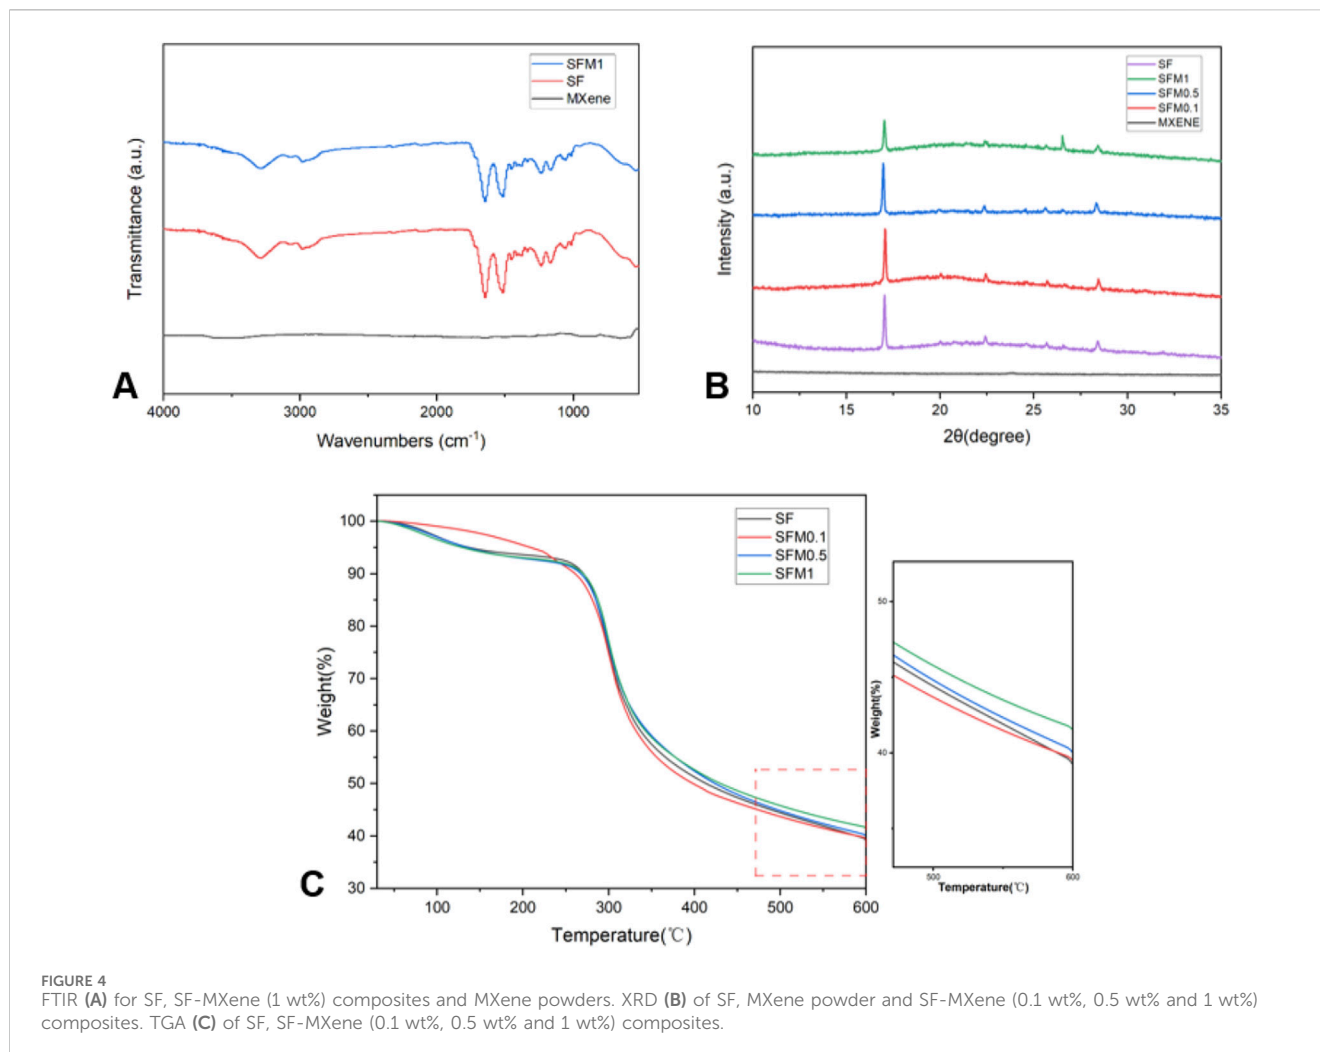 SFM1
SF
MXene
Transmittance (a.u.)
A
4000 3000 2000 1000
Wavenumbers (cm-1)
SF
SFM1
SFM0.5
SFM0.1
MXENE
Intensity (a.u.)
B
10 15 20 25 30 35
2θ(degree)
SF
SFM0.1
SFM0.5
SFM1
100
90
80
70
60
50
40
30
Weight(%)
C
100 200 300 400 500 600
Temperature(℃)
50
40
Weight(%)
500 600
Temperature(℃)
FIGURE 4
FTIR (A) for SF, SF-MXene (1 wt%) composites and MXene powders. XRD (B) of SF, MXene powder and SF-MXene (0.1 wt%, 0.5 wt% and 1 wt%)
composites. TGA (C) of SF, SF-MXene (0.1 wt%, 0.5 wt% and 1 wt%) composites.